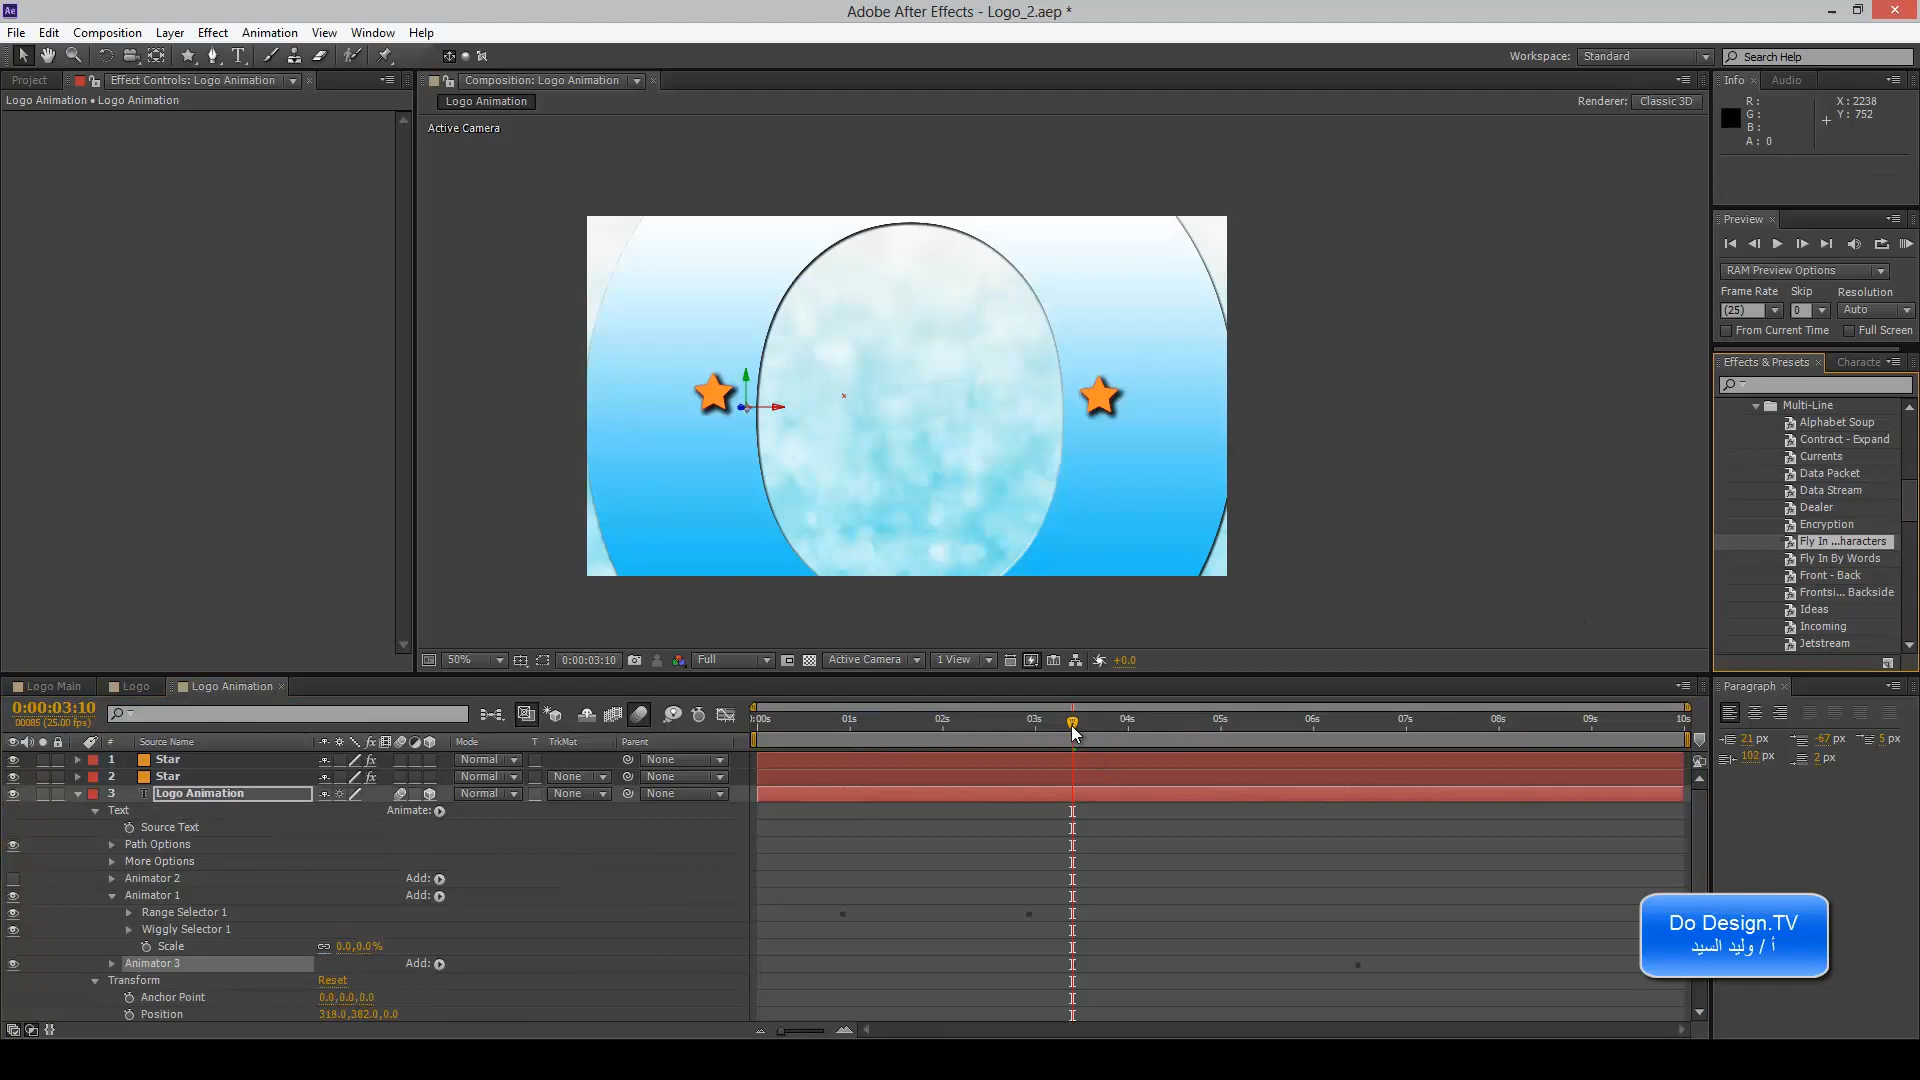 Ae
Adobe After Effects - Logo_2.aep *
File Edit Composition Layer Effect Animation View Window Help
Workspace: Standard
Search Help
Project Effect Controls: Logo Animation
Composition: Logo Animation
Info Audio
Logo Animation • Logo Animation
Logo Animation
Renderer: Classic 3D
R: X: 2238
G: Y: 752
B:
A: 0
Active Camera
Preview
RAM Preview Options
Frame Rate Skip Resolution
(25) 0 Auto
From Current Time Full Screen
Effects & Presets Characte
Multi-Line
Alphabet Soup
Contract - Expand
Currents
Data Packet
Data Stream
Dealer
Encryption
Fly In ...haracters
Fly In By Words
Front - Back
Frontsi... Backside
Ideas
Incoming
Jetstream
50% 0:00:03:10 Full Active Camera 1 View +0.0
Logo Main Logo Logo Animation
Paragraph
0:00:03:10
00085 (25.00 fps)
:00s 01s 02s 03s 04s 05s 06s 07s 08s 09s 10s
21 px -67 px 5 px
102 px 2 px
# Source Name fx Mode T TrkMat Parent
1 Star fx Normal None
2 Star fx Normal None None
3 T Logo Animation Normal None None
Text Animate:
Source Text
Path Options
More Options
Animator 2 Add:
Animator 1 Add:
Range Selector 1
Wiggly Selector 1
Scale 0.0,0.0%
Animator 3 Add:
Transform Reset
Anchor Point 0.0,0.0,0.0
Position 318.0,382.0,0.0
Do Design.TV
أ / وليد السيد